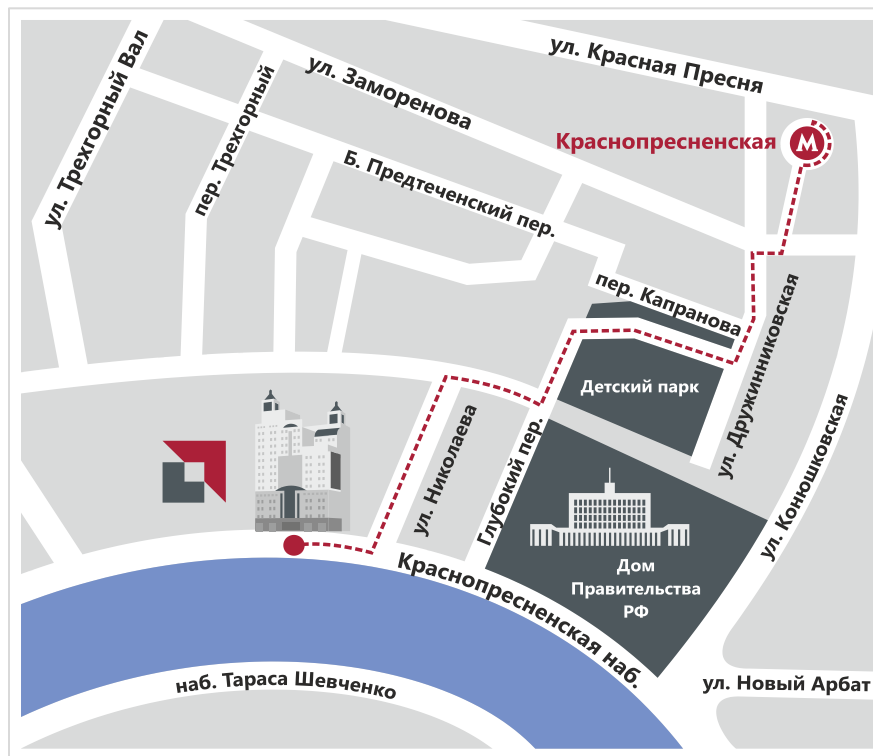 ул. Красная Пресня
ул. Трехгорный Вал
пер. Трехгорный
ул. Заморенова
Краснопресненская
М
Б. Предтеченский пер.
пер. Капранова
Детский парк
ул. Дружинниковская
ул. Конюшковская
ул. Николаева
Глубокий пер.
Дом
Правительства
РФ
Краснопресненская наб.
наб. Тараса Шевченко
ул. Новый Арбат